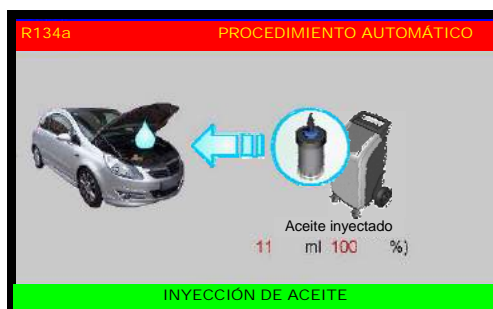 R134a PROCEDIMIENTO AUTOMÁTICO
Aceite inyectado
11 ml 100 %)
INYECCIÓN DE ACEITE